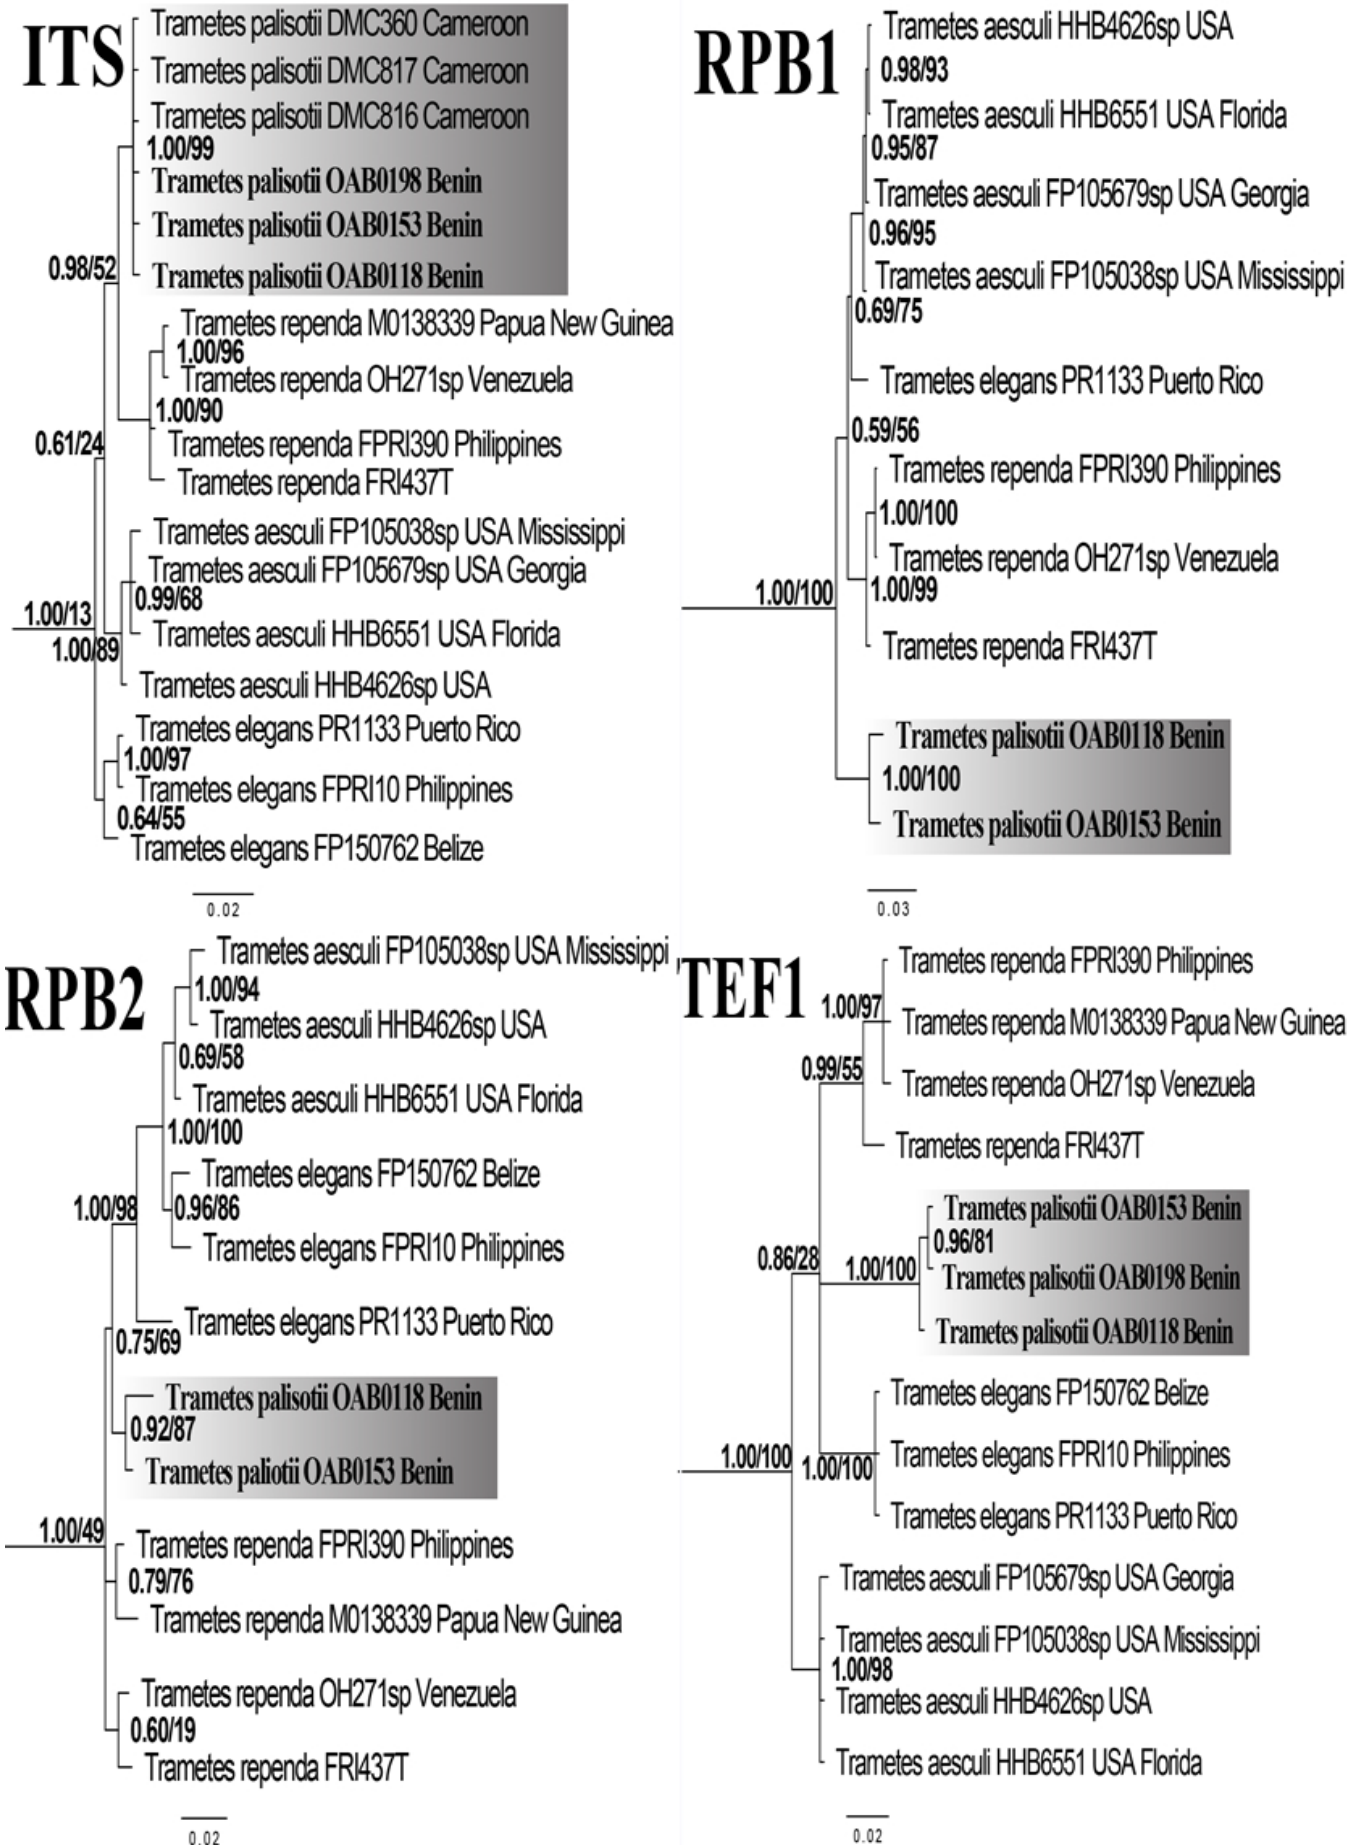 ITS
Trametes palisotii DMC360 Cameroon
Trametes palisotii DMC817 Cameroon
Trametes palisotii DMC816 Cameroon
1.00/99
Trametes palisotii OAB0198 Benin
Trametes palisotii OAB0153 Benin
0.98/52
Trametes palisotii OAB0118 Benin
Trametes rependa M0138339 Papua New Guinea
1.00/96
Trametes rependa OH271sp Venezuela
1.00/90
0.61/24
Trametes rependa FPRI390 Philippines
Trametes rependa FRI437T
Trametes aesculi FP105038sp USA Mississippi
Trametes aesculi FP105679sp USA Georgia
0.99/68
1.00/13
Trametes aesculi HHB6551 USA Florida
1.00/89
Trametes aesculi HHB4626sp USA
Trametes elegans PR1133 Puerto Rico
1.00/97
Trametes elegans FPRI10 Philippines
0.64/55
Trametes elegans FP150762 Belize
0.02
RPB1
Trametes aesculi HHB4626sp USA
0.98/93
Trametes aesculi HHB6551 USA Florida
0.95/87
Trametes aesculi FP105679sp USA Georgia
0.96/95
Trametes aesculi FP105038sp USA Mississippi
0.69/75
Trametes elegans PR1133 Puerto Rico
0.59/56
Trametes rependa FPRI390 Philippines
1.00/100
Trametes rependa OH271sp Venezuela
1.00/99
1.00/100
Trametes rependa FRI437T
Trametes palisotii OAB0118 Benin
1.00/100
Trametes palisotii OAB0153 Benin
0.03
RPB2
Trametes aesculi FP105038sp USA Mississippi
1.00/94
Trametes aesculi HHB4626sp USA
0.69/58
Trametes aesculi HHB6551 USA Florida
1.00/100
Trametes elegans FP150762 Belize
1.00/98
0.96/86
Trametes elegans FPRI10 Philippines
Trametes elegans PR1133 Puerto Rico
0.75/69
Trametes palisotii OAB0118 Benin
0.92/87
Trametes paliotii OAB0153 Benin
1.00/49
Trametes rependa FPRI390 Philippines
0.79/76
Trametes rependa M0138339 Papua New Guinea
Trametes rependa OH271sp Venezuela
0.60/19
Trametes rependa FRI437T
0.02
TEF1
Trametes rependa FPRI390 Philippines
1.00/97
Trametes rependa M0138339 Papua New Guinea
0.99/55
Trametes rependa OH271sp Venezuela
Trametes rependa FRI437T
Trametes palisotii OAB0153 Benin
0.96/81
0.86/28
1.00/100
Trametes palisotii OAB0198 Benin
Trametes palisotii OAB0118 Benin
Trametes elegans FP150762 Belize
1.00/100
Trametes elegans FPRI10 Philippines
1.00/100
Trametes elegans PR1133 Puerto Rico
Trametes aesculi FP105679sp USA Georgia
Trametes aesculi FP105038sp USA Mississippi
1.00/98
Trametes aesculi HHB4626sp USA
Trametes aesculi HHB6551 USA Florida
0.02